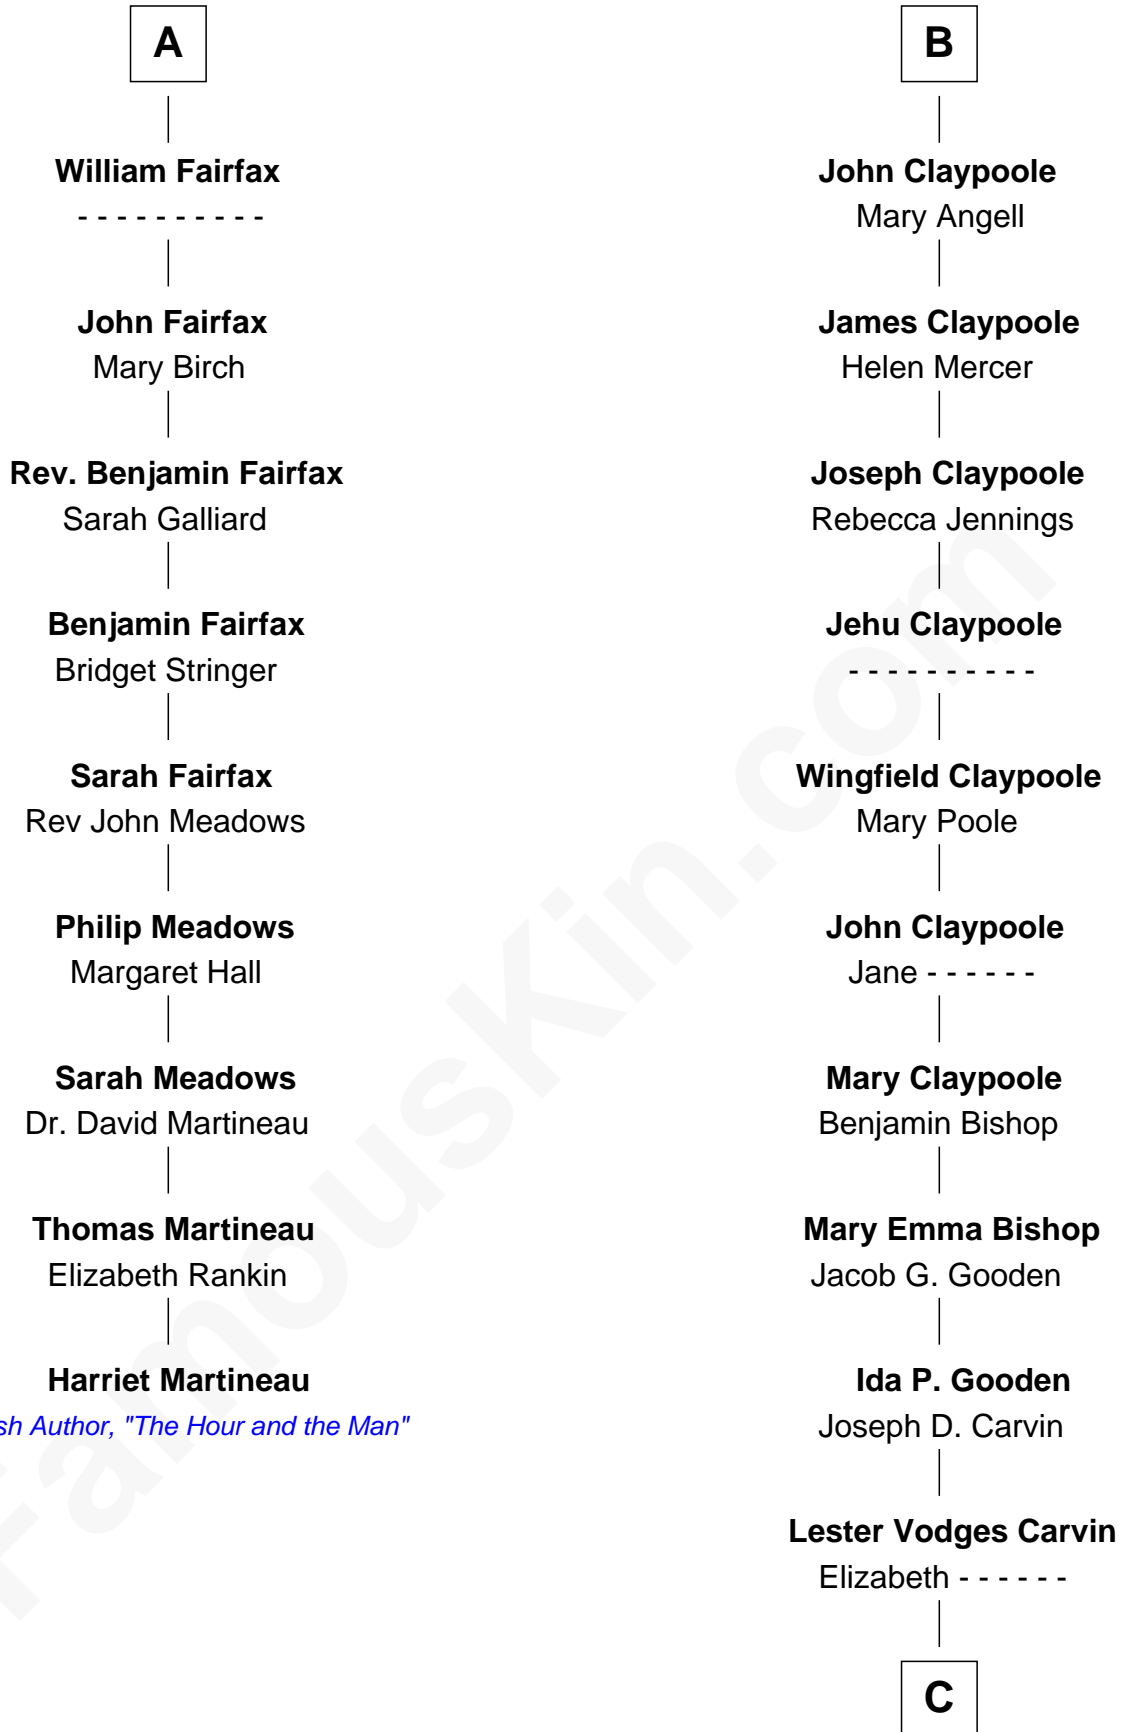 A
William Fairfax
- - - - - - - - - -
John Fairfax
Mary Birch
Rev. Benjamin Fairfax
Sarah Galliard
Benjamin Fairfax
Bridget Stringer
Sarah Fairfax
Rev John Meadows
Philip Meadows
Margaret Hall
Sarah Meadows
Dr. David Martineau
Thomas Martineau
Elizabeth Rankin
Harriet Martineau
sh Author, "The Hour and the Man"
B
John Claypoole
Mary Angell
James Claypoole
Helen Mercer
Joseph Claypoole
Rebecca Jennings
Jehu Claypoole
- - - - - - - - - -
Wingfield Claypoole
Mary Poole
John Claypoole
Jane - - - - - -
Mary Claypoole
Benjamin Bishop
Mary Emma Bishop
Jacob G. Gooden
Ida P. Gooden
Joseph D. Carvin
Lester Vodges Carvin
Elizabeth - - - - - -
C
FamousKin.com